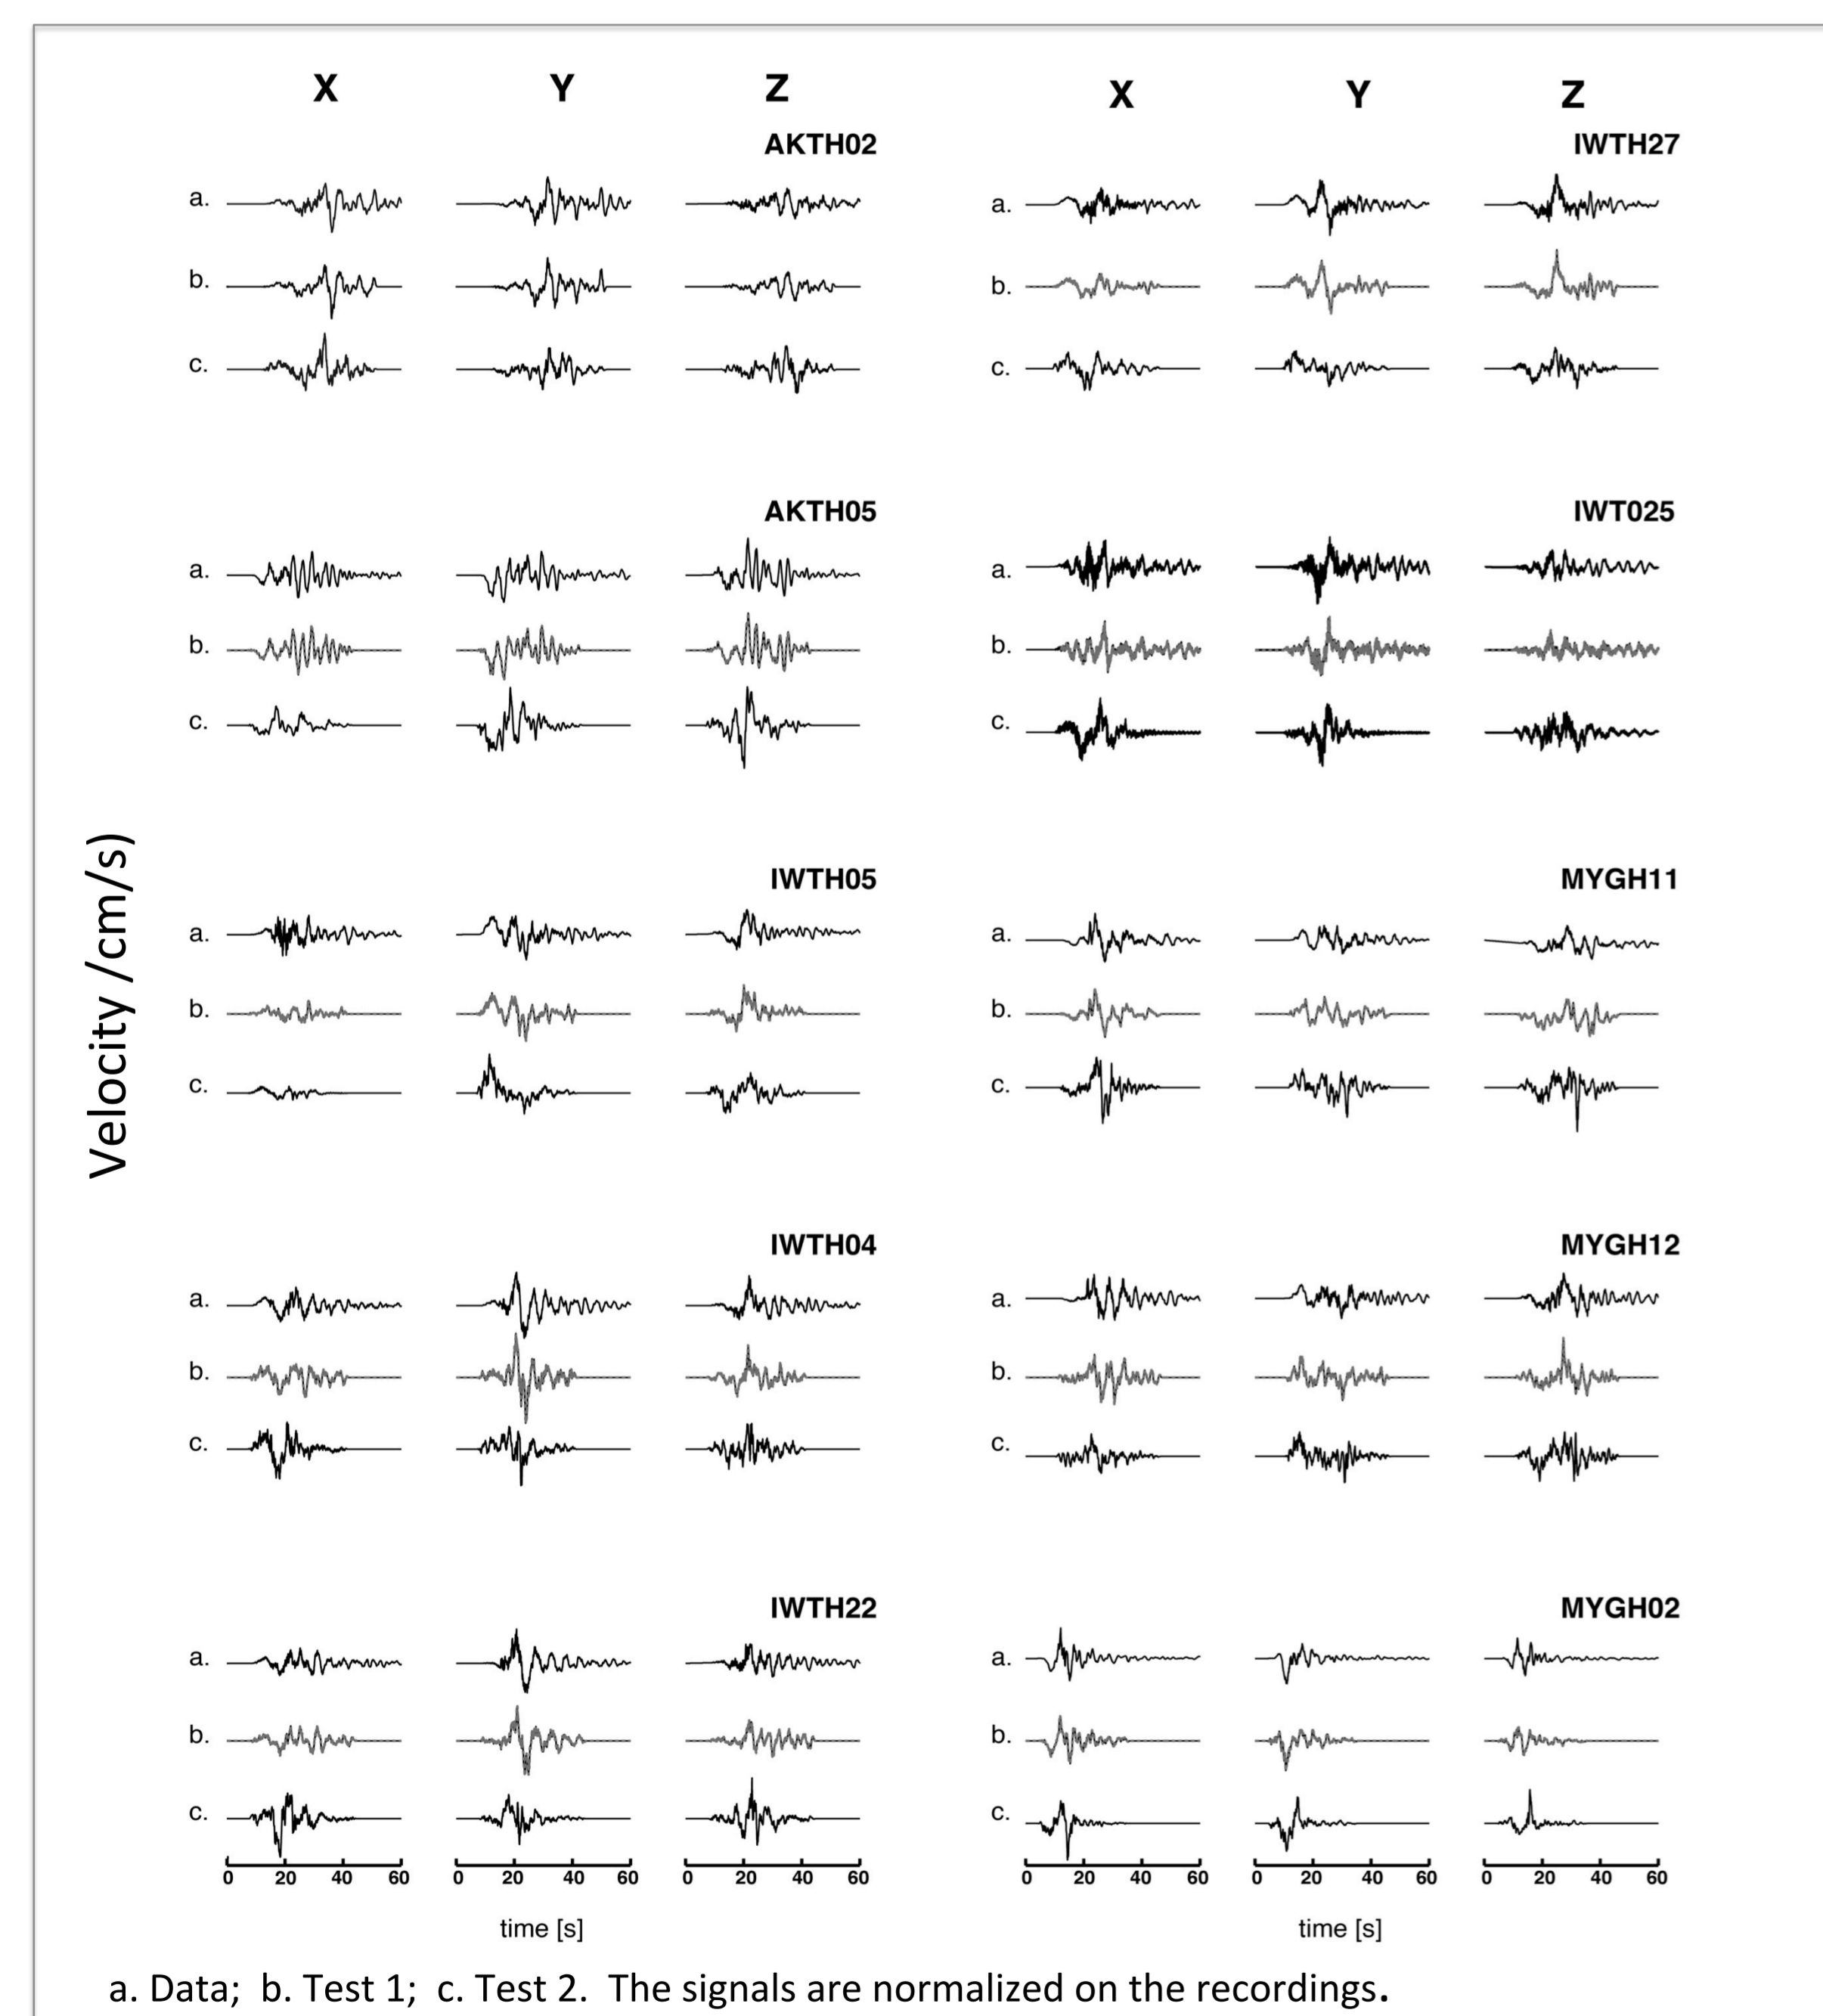 X Y Z X Y Z
AKTH02 IWTH27
a. a.
b. b.
c. c.
AKTH05 IWT025
a. a.
b. b.
c. c.
Velocity /cm/s)
IWTH05 MYGH11
a. a.
b. b.
c. c.
IWTH04 MYGH12
a. a.
b. b.
c. c.
IWTH22 MYGH02
a. a.
b. b.
c. c.
0 20 40 60 0 20 40 60 0 20 40 60 0 20 40 60 0 20 40 60 0 20 40 60
time [s] time [s]
a. Data; b. Test 1; c. Test 2. The signals are normalized on the recordings.